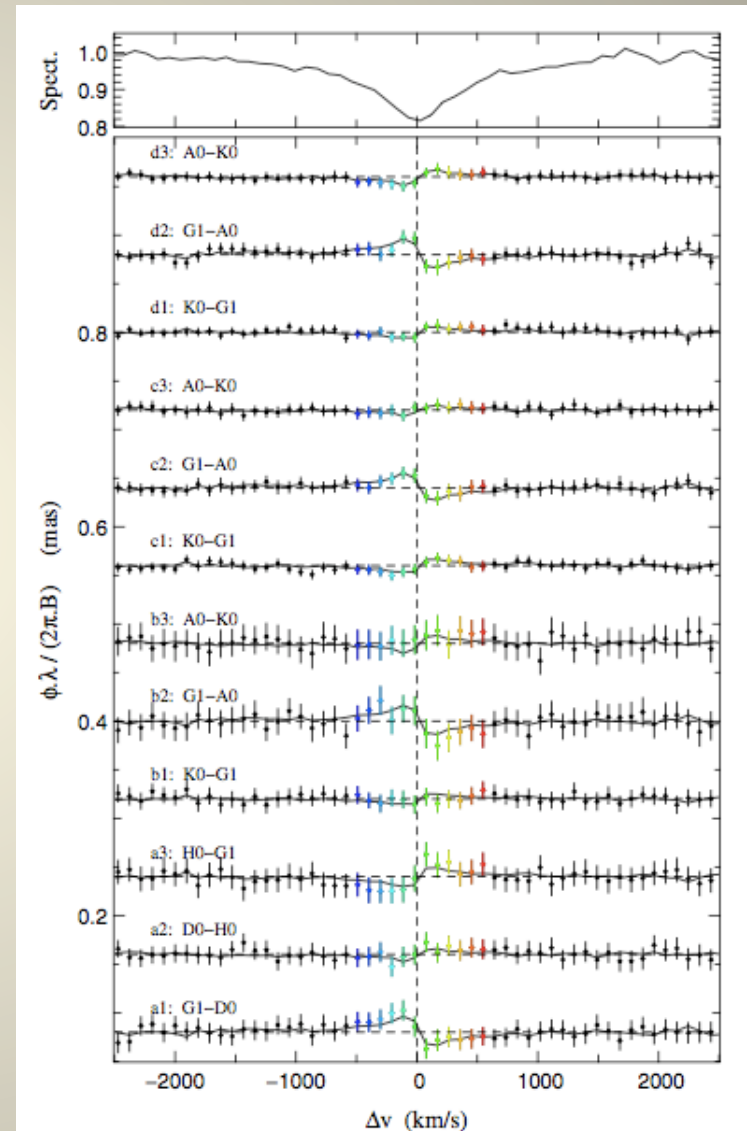 Spect.
1.0
0.9
0.8
d3: A0−K0
d2: G1−A0
d1: K0−G1
0.8
c3: A0−K0
c2: G1−A0
0.6
c1: K0−G1
b3: A0−K0
b2: G1−A0
0.4
b1: K0−G1
a3: H0−G1
0.2
a2: D0−H0
a1: G1−D0
ϕ.λ / (2π.B) (mas)
−2000 −1000 0 1000 2000
Δv (km/s)